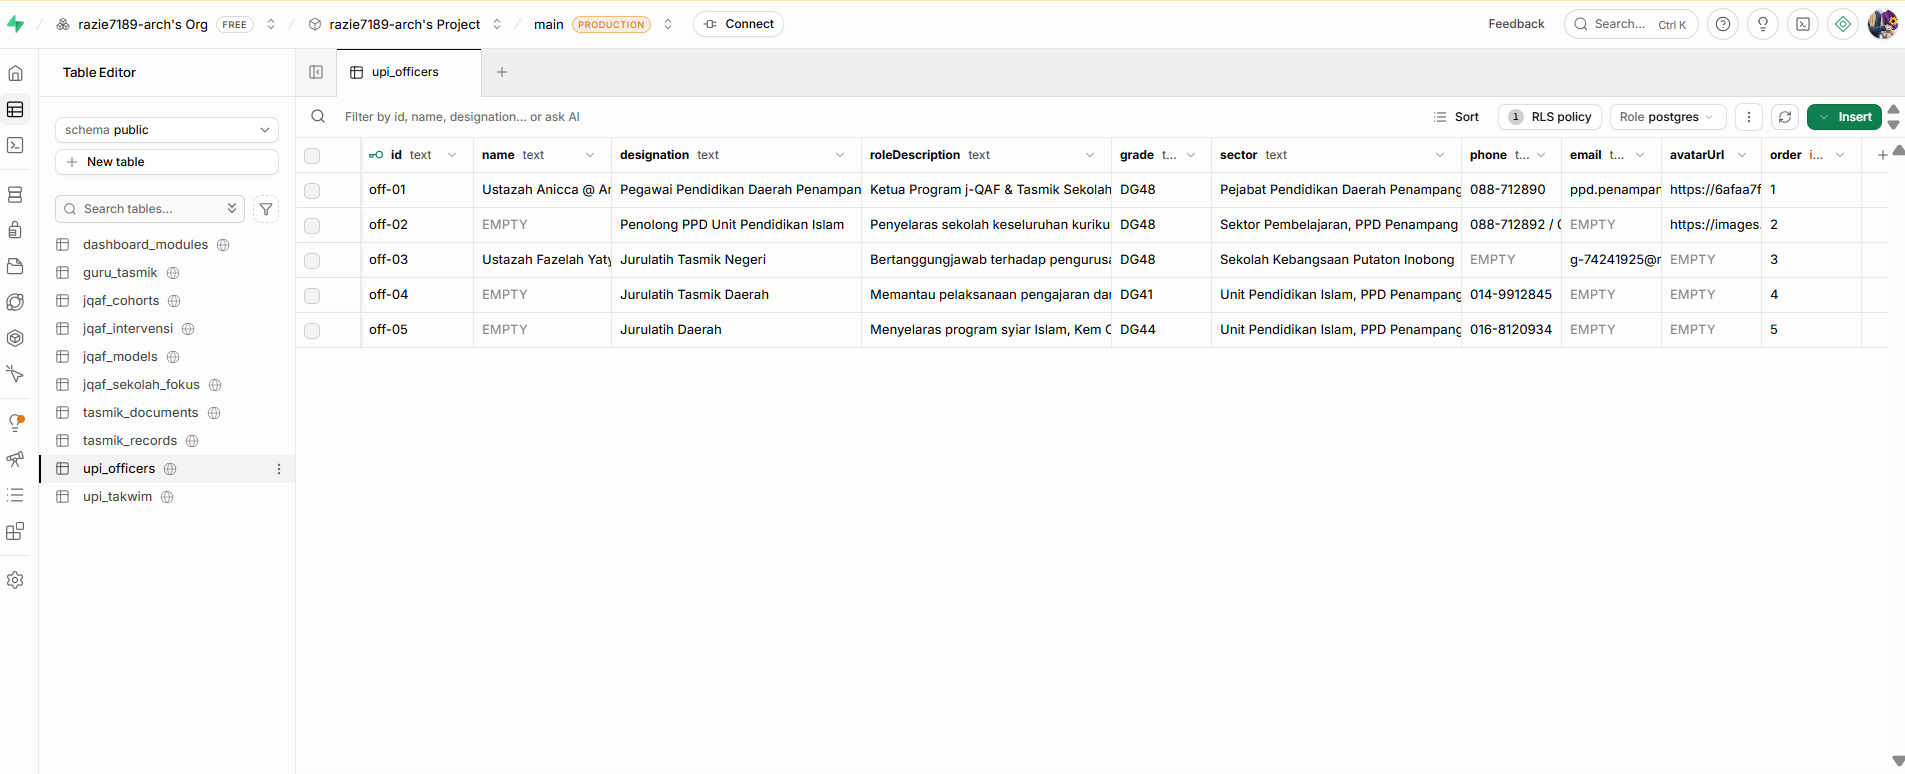 razie7189-arch's Org FREE / razie7189-arch's Project / main PRODUCTION Connect Feedback Search... Ctrl K
Table Editor
upi_officers
schema public
New table
Search tables...
dashboard_modules
guru_tasmik
jqaf_cohorts
jqaf_intervensi
jqaf_models
jqaf_sekolah_fokus
tasmik_documents
tasmik_records
upi_officers
upi_takwim
Filter by id, name, designation... or ask AI Sort 1 RLS policy Role postgres Insert
id text name text designation text roleDescription text grade t... sector text phone t... email t... avatarUrl order i...
off-01 Ustazah Anicca @ Ar Pegawai Pendidikan Daerah Penampan Ketua Program j-QAF & Tasmik Sekolah DG48 Pejabat Pendidikan Daerah Penampang 088-712890 ppd.penampan https://6afaa7f 1
off-02 EMPTY Penolong PPD Unit Pendidikan Islam Penyelaras sekolah keseluruhan kuriku DG48 Sektor Pembelajaran, PPD Penampang 088-712892 / 0 EMPTY https://images. 2
off-03 Ustazah Fazelah Yaty Jurulatih Tasmik Negeri Bertanggungjawab terhadap pengurusa DG48 Sekolah Kebangsaan Putaton Inobong EMPTY g-74241925@m EMPTY 3
off-04 EMPTY Jurulatih Tasmik Daerah Memantau pelaksanaan pengajaran dan DG41 Unit Pendidikan Islam, PPD Penampang 014-9912845 EMPTY EMPTY 4
off-05 EMPTY Jurulatih Daerah Menyelaras program syiar Islam, Kem C DG44 Unit Pendidikan Islam, PPD Penampang 016-8120934 EMPTY EMPTY 5